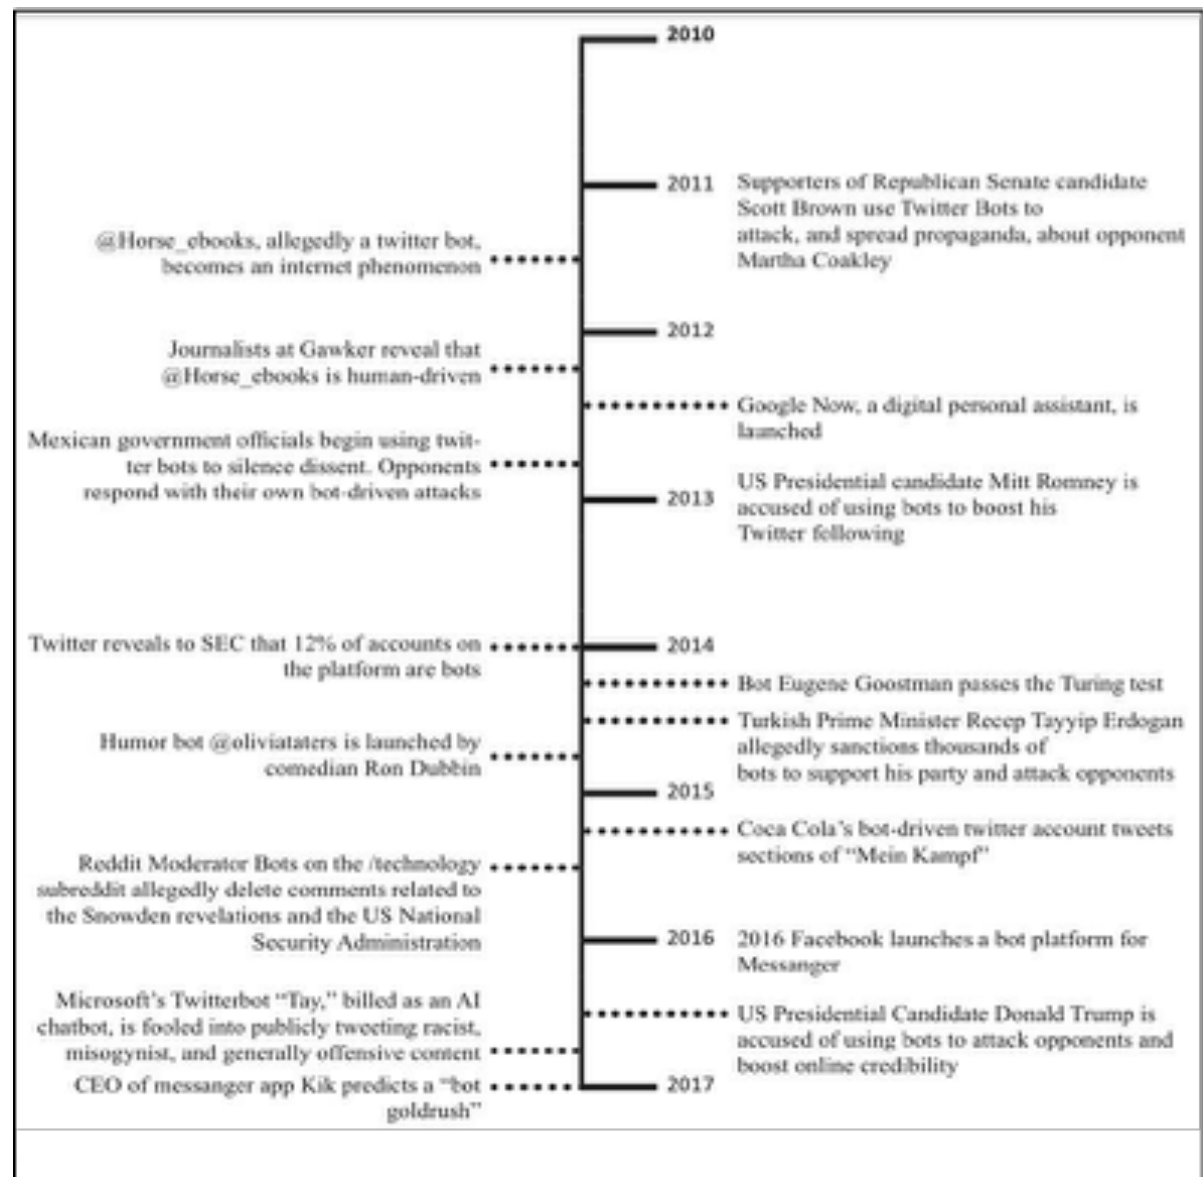 2010
2011
Supporters of Republican Senate candidate
Scott Brown use Twitter Bots to
attack, and spread propaganda, about opponent
Martha Coakley
@Horse_ebooks, allegedly a twitter bot,
becomes an internet phenomenon
2012
Journalists at Gawker reveal that
@Horse_ebooks is human-driven
Google Now, a digital personal assistant, is
launched
Mexican government officials begin using twit-
ter bots to silence dissent. Opponents
respond with their own bot-driven attacks
2013
US Presidential candidate Mitt Romney is
accused of using bots to boost his
Twitter following
Twitter reveals to SEC that 12% of accounts on
the platform are bots
2014
Bot Eugene Goostman passes the Turing test
Turkish Prime Minister Recep Tayyip Erdogan
allegedly sanctions thousands of
bots to support his party and attack opponents
Humor bot @oliviataters is launched by
comedian Ron Dubbin
2015
Coca Cola's bot-driven twitter account tweets
sections of “Mein Kampf”
Reddit Moderator Bots on the /technology
subreddit allegedly delete comments related to
the Snowden revelations and the US National
Security Administration
2016
2016 Facebook launches a bot platform for
Messanger
Microsoft's Twitterbot “Tay,” billed as an AI
chatbot, is fooled into publicly tweeting racist,
misogynist, and generally offensive content
US Presidential Candidate Donald Trump is
accused of using bots to attack opponents and
boost online credibility
CEO of messanger app Kik predicts a “bot
goldrush”
2017